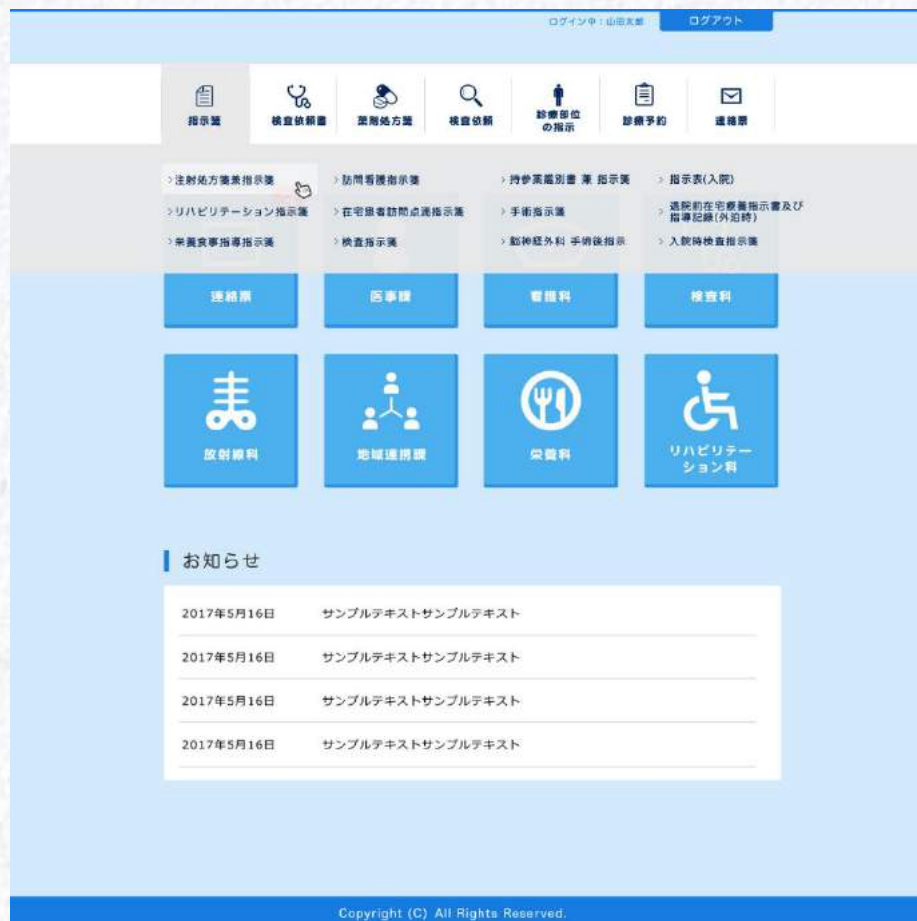 ログイン中：山田太郎
ログアウト
指示箋
検査依頼書
薬剤処方箋
検査依頼
診療部位
の指示
診療予約
連絡票
注射処方箋兼指示箋
訪問看護指示箋
持参薬鑑別書 兼 指示箋
指示表(入院)
リハビリテーション指示箋
在宅患者訪問点滴指示箋
手術指示箋
退院前在宅療養指示書及び
指導記録(外泊時)
栄養食事指導指示箋
検査指示箋
脳神経外科 手術後指示
入院時検査指示箋
連絡票
医事課
看護科
検査科
放射線科
地域連携課
栄養科
リハビリテー
ション科
お知らせ
2017年5月16日 サンプルテキストサンプルテキスト
2017年5月16日 サンプルテキストサンプルテキスト
2017年5月16日 サンプルテキストサンプルテキスト
2017年5月16日 サンプルテキストサンプルテキスト
Copyright (C) All Rights Reserved.